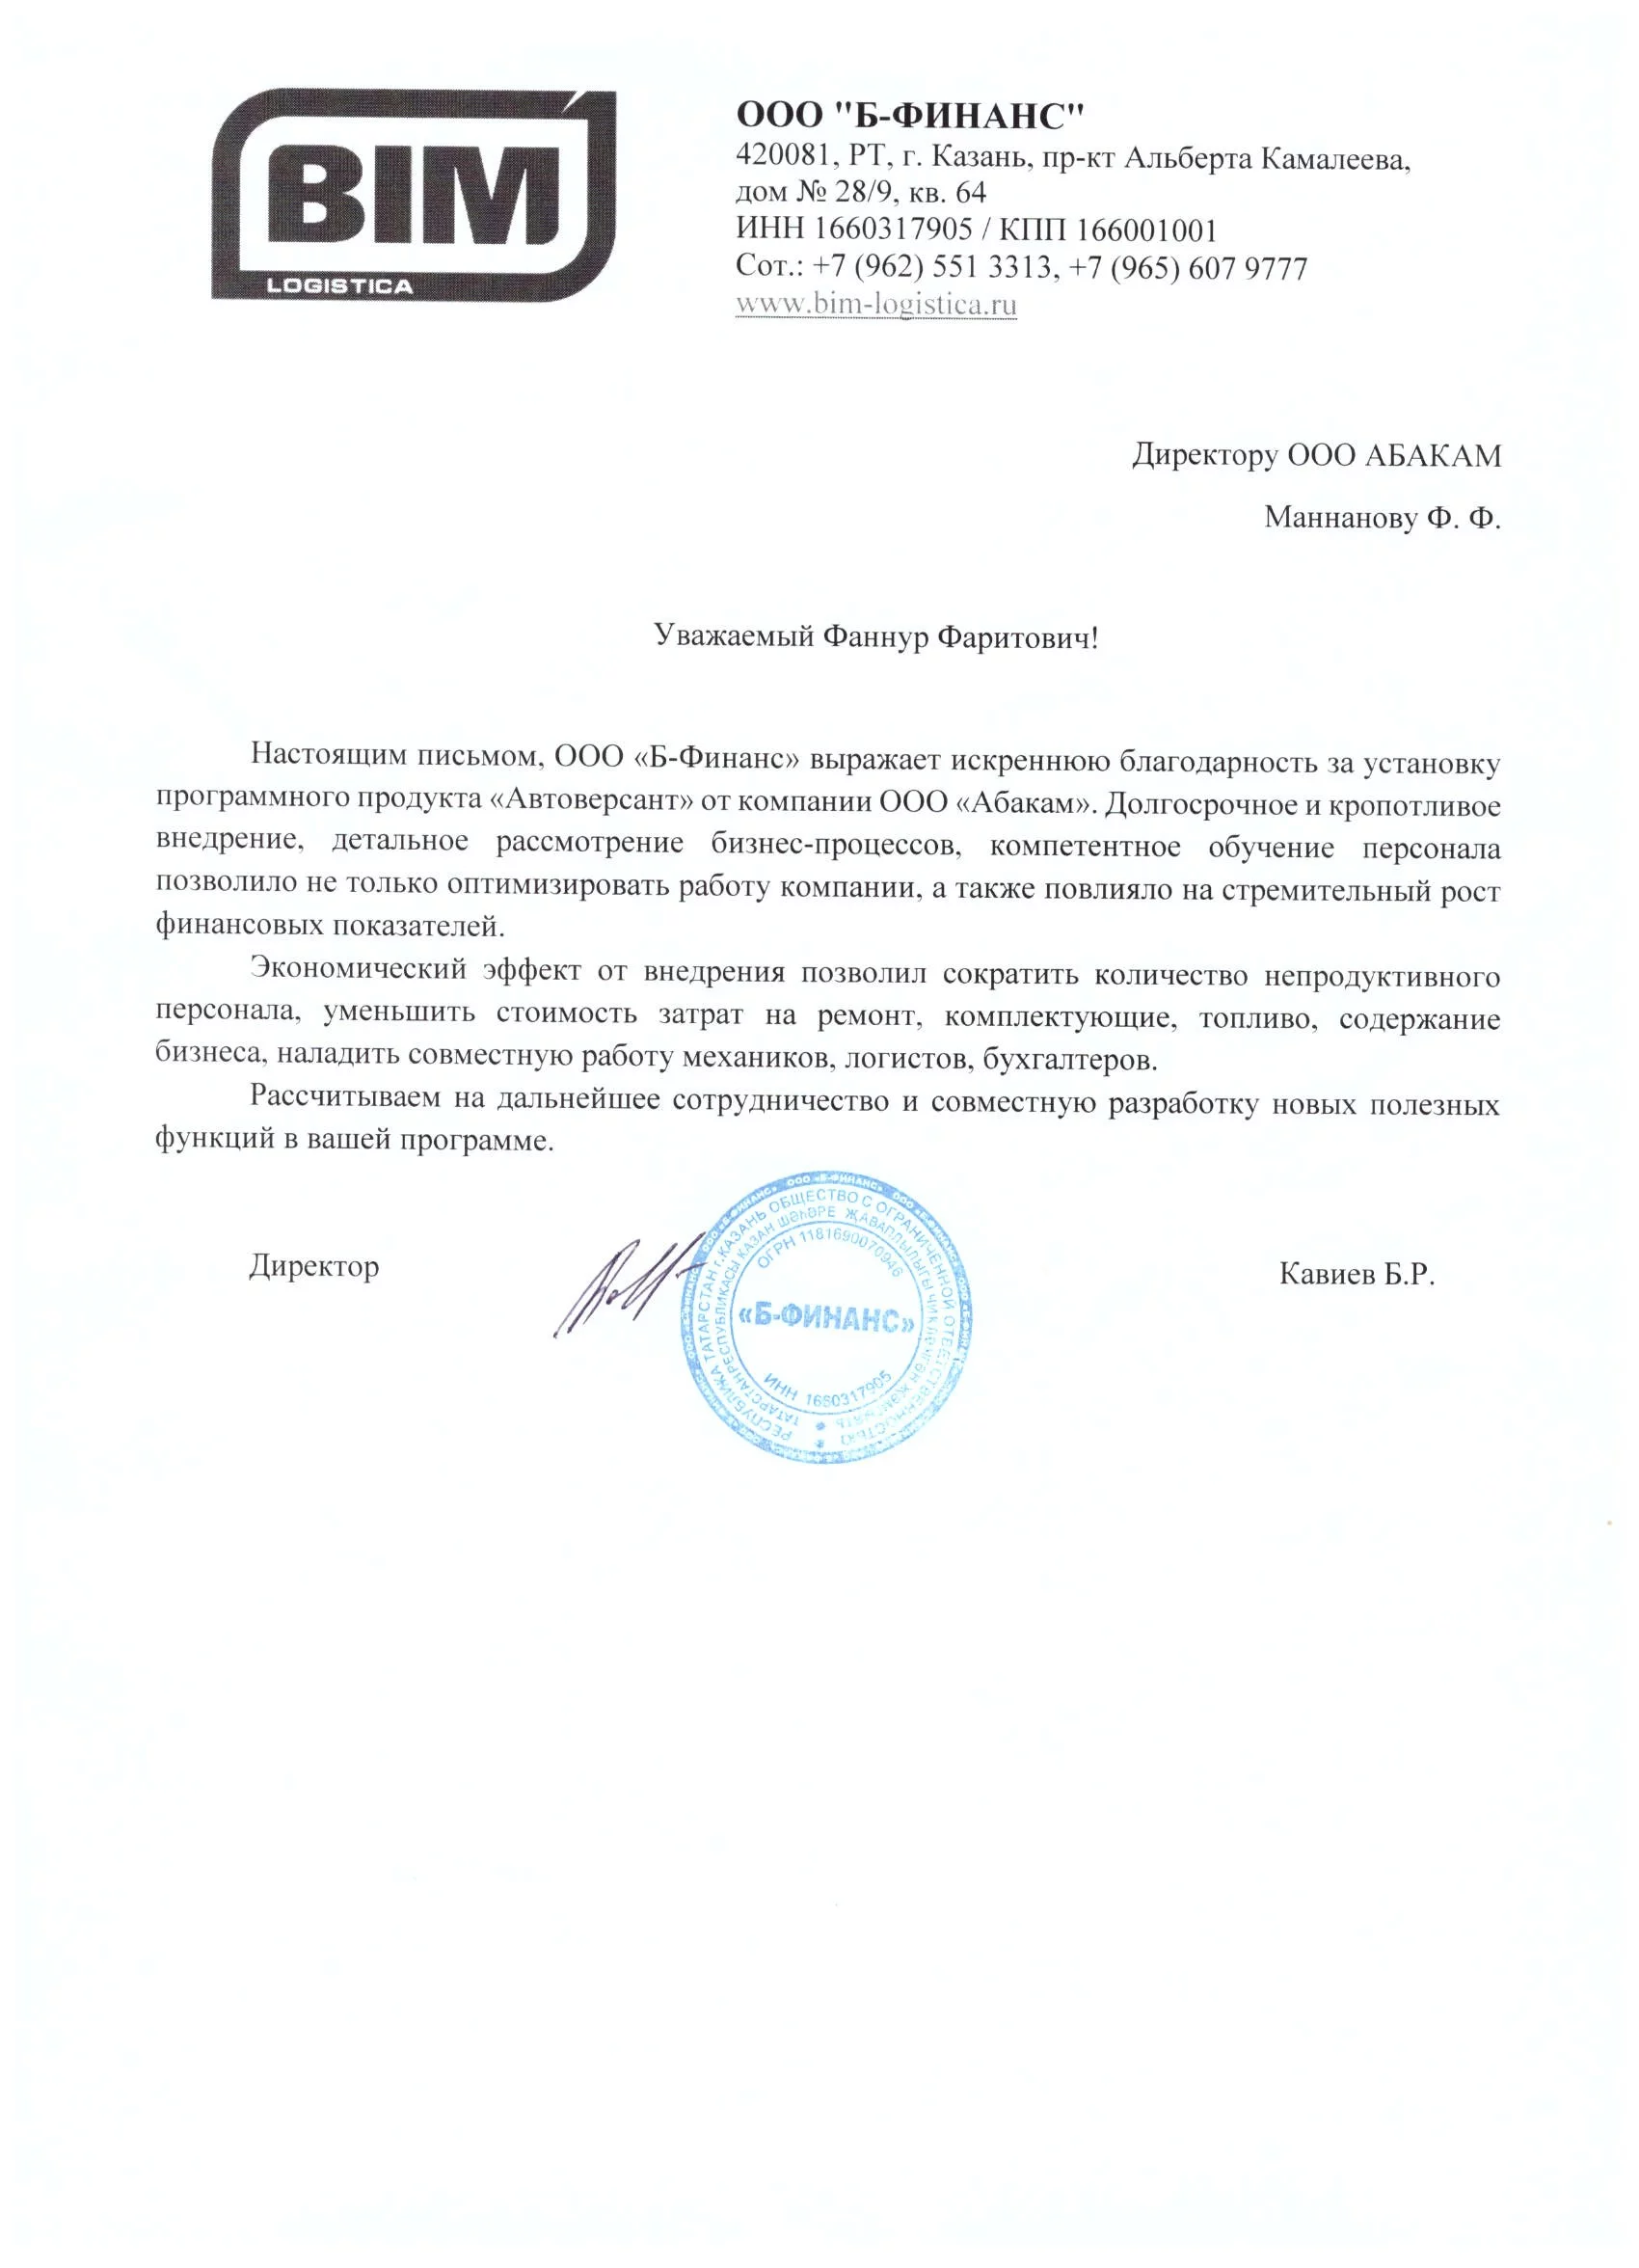 BIM
LOGISTICA
ООО "Б-ФИНАНС"
420081, РТ, г. Казань, пр-кт Альберта Камалеева,
дом № 28/9, кв. 64
ИНН 1660317905 / КПП 166001001
Сот.: +7 (962) 551 3313, +7 (965) 607 9777
www.bim-logistica.ru
Директору ООО АБАКАМ
Маннанову Ф. Ф.
Уважаемый Фаннур Фаритович!
Настоящим письмом, ООО «Б-Финанс» выражает искреннюю благодарность за установку
программного продукта «Автоверсант» от компании ООО «Абакам». Долгосрочное и кропотливое
внедрение, детальное рассмотрение бизнес-процессов, компетентное обучение персонала
позволило не только оптимизировать работу компании, а также повлияло на стремительный рост
финансовых показателей.
Экономический эффект от внедрения позволил сократить количество непродуктивного
персонала, уменьшить стоимость затрат на ремонт, комплектующие, топливо, содержание
бизнеса, наладить совместную работу механиков, логистов, бухгалтеров.
Рассчитываем на дальнейшее сотрудничество и совместную разработку новых полезных
функций в вашей программе.
Директор
Кавиев Б.Р.
РЕСПУБЛИКА ТАТАРСТАН г.КАЗАНЬ ОБЩЕСТВО С ОГРАНИЧЕННОЙ ОТВЕТСТВЕННОСТЬЮ
ТАТАРСТАН РЕСПУБЛИКАСЫ КАЗАН ШӘҺӘРЕ ҖАВАПЛЫЛЫГЫ ЧИКЛӘНГӘН
ОГРН 1181690070946
«Б-ФИНАНС»
ИНН 1660317905